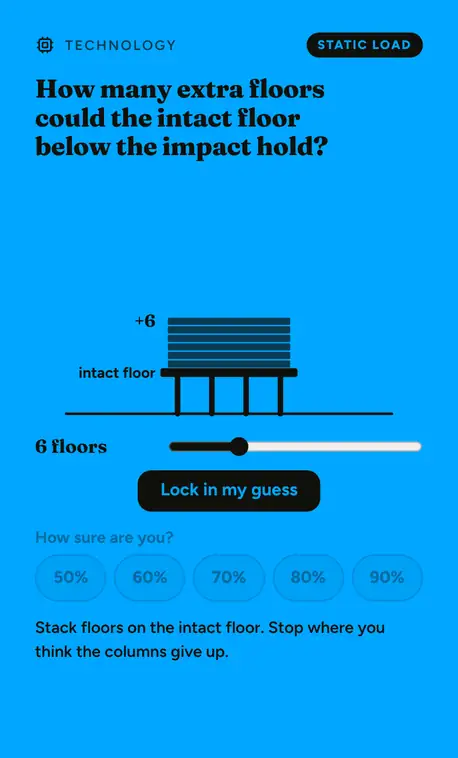 TECHNOLOGY
STATIC LOAD
How many extra floors
could the intact floor
below the impact hold?
+6
intact floor
6 floors
Lock in my guess
How sure are you?
50%
60%
70%
80%
90%
Stack floors on the intact floor. Stop where you
think the columns give up.